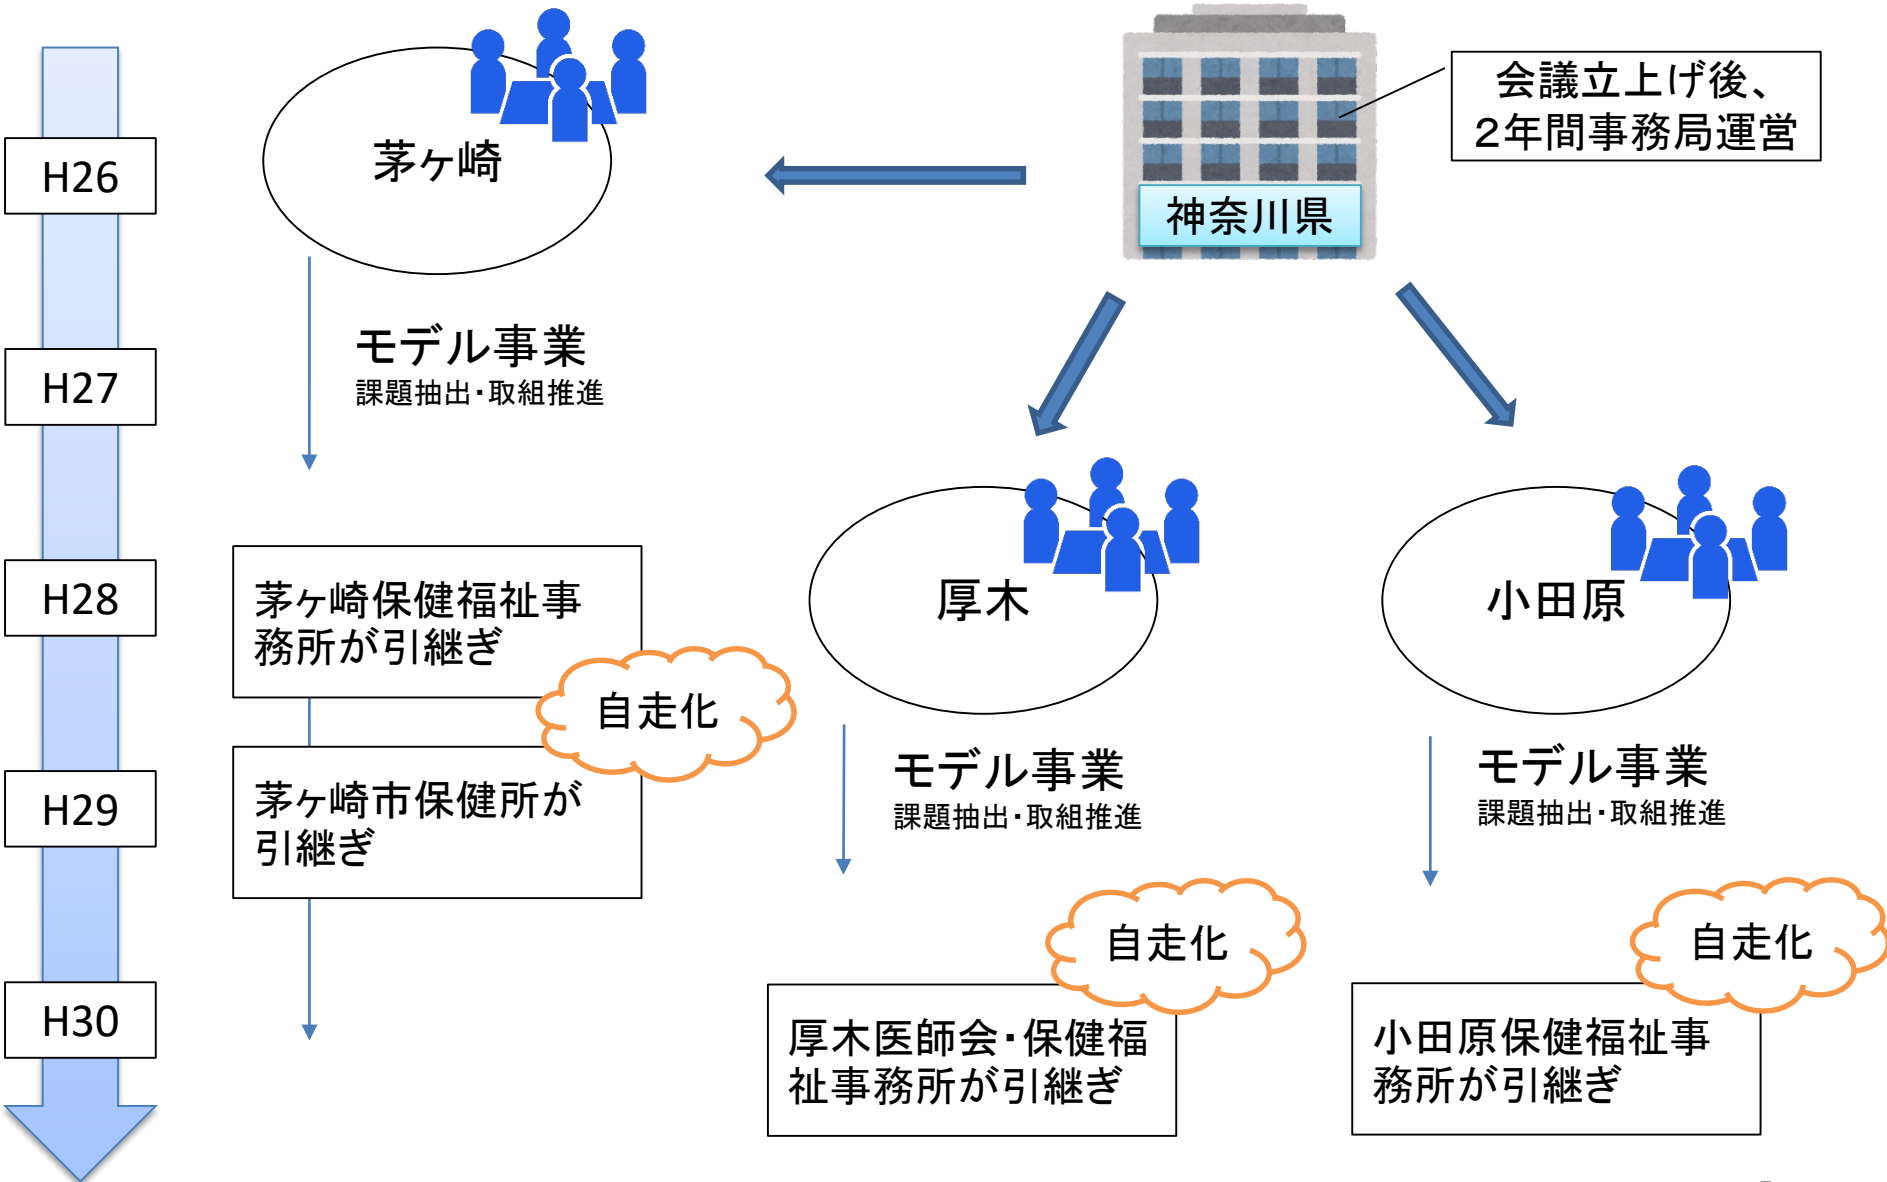 H26
H27
H28
H29
H30
茅ヶ崎
神奈川県
会議立上げ後、
２年間事務局運営
モデル事業
課題抽出・取組推進
茅ヶ崎保健福祉事
務所が引継ぎ
自走化
茅ヶ崎市保健所が
引継ぎ
厚木
モデル事業
課題抽出・取組推進
自走化
厚木医師会・保健福
祉事務所が引継ぎ
小田原
モデル事業
課題抽出・取組推進
自走化
小田原保健福祉事
務所が引継ぎ